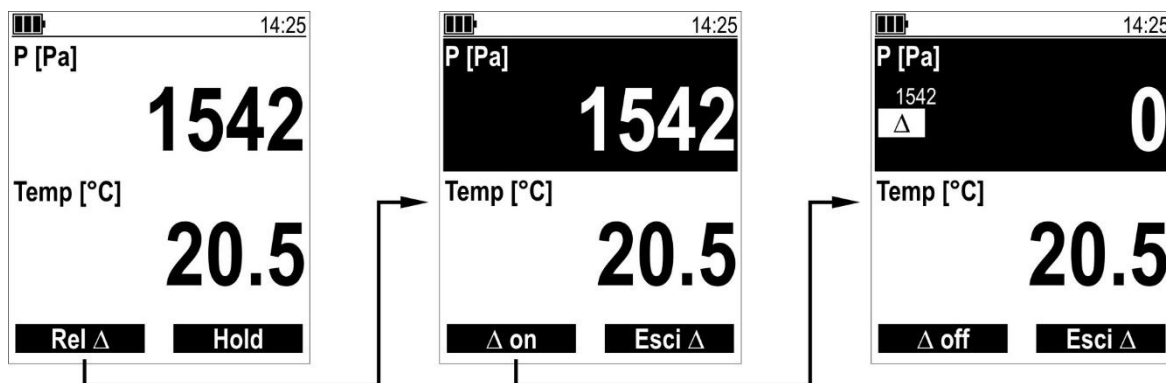 14:25
P [Pa]
1542
Temp [°C]
20.5
Rel Δ Hold
14:25
P [Pa]
1542
Temp [°C]
20.5
Δ on Esci Δ
14:25
P [Pa]
1542
Δ
0
Temp [°C]
20.5
Δ off Esci Δ